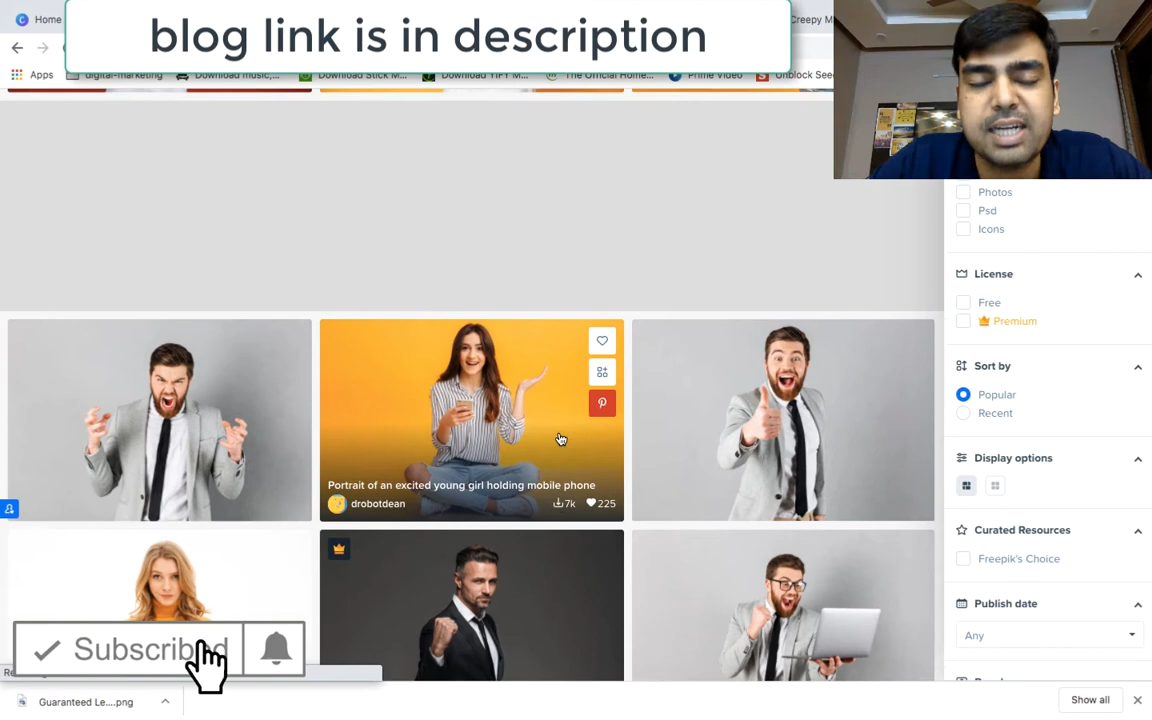 blog link is in description
Home
Creepy M
Apps
digital-marketing
Download music,...
Download Stick M...
Download YIFY M...
The Official Home...
Prime Video
Unblock See
Photos
Psd
Icons
License
Free
Premium
Sort by
Popular
Recent
Display options
Portrait of an excited young girl holding mobile phone
drobotdean
7k
225
Curated Resources
Freepik's Choice
Publish date
Any
Subscribed
Guaranteed Le....png
Show all